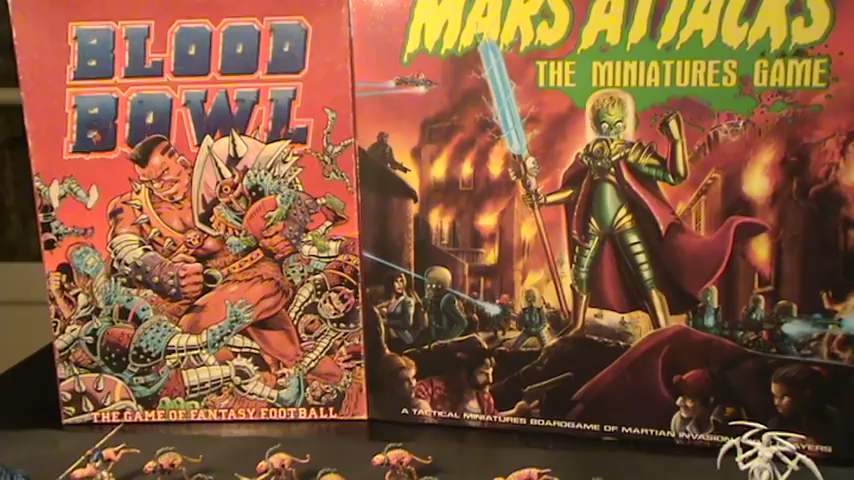 BLOOD
BOWL
THE GAME OF FANTASY FOOTBALL
MARS ATTACKS
THE MINIATURES GAME
A TACTICAL MINIATURES BOARDGAME OF MARTIAN INVASION